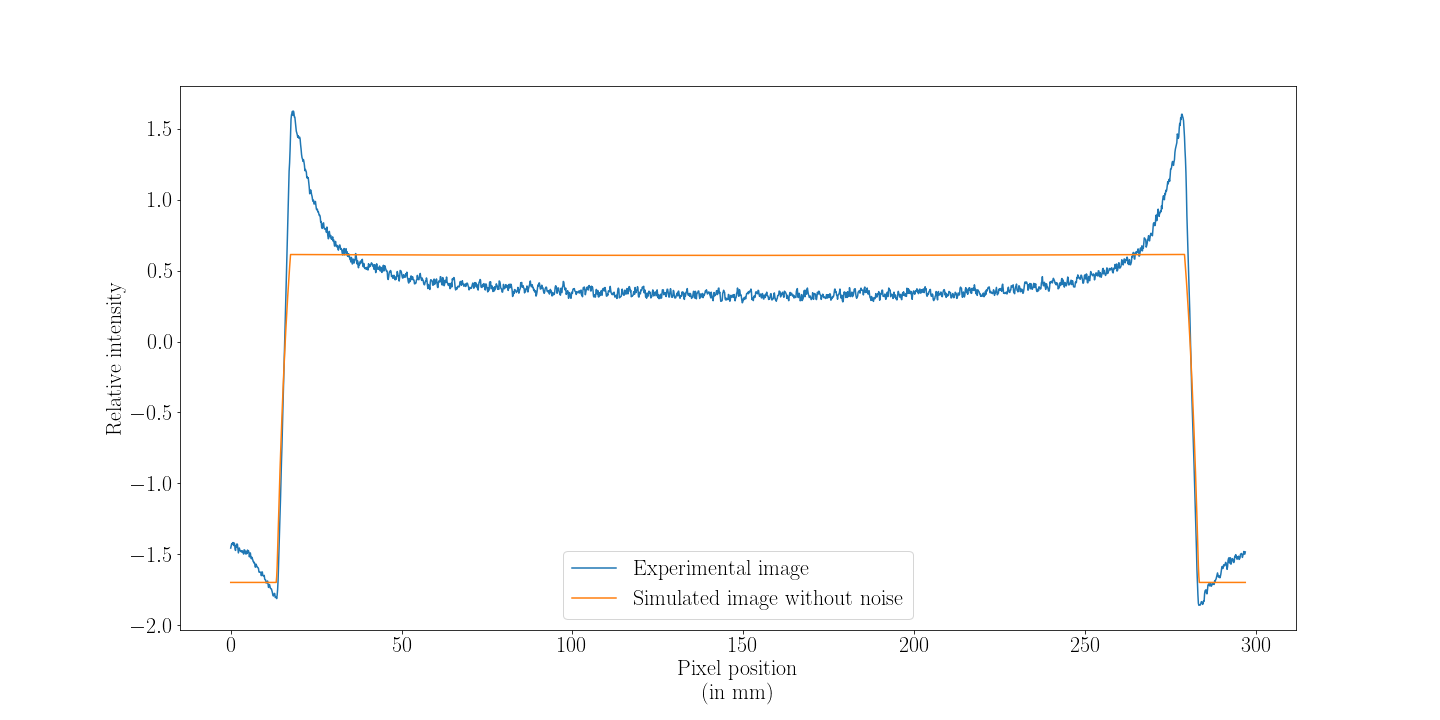 1.5
1.0
0.5
0.0
−0.5
−1.0
−1.5
−2.0
Relative intensity
Experimental image
Simulated image without noise
0 50 100 150 200 250 300
Pixel position
(in mm)